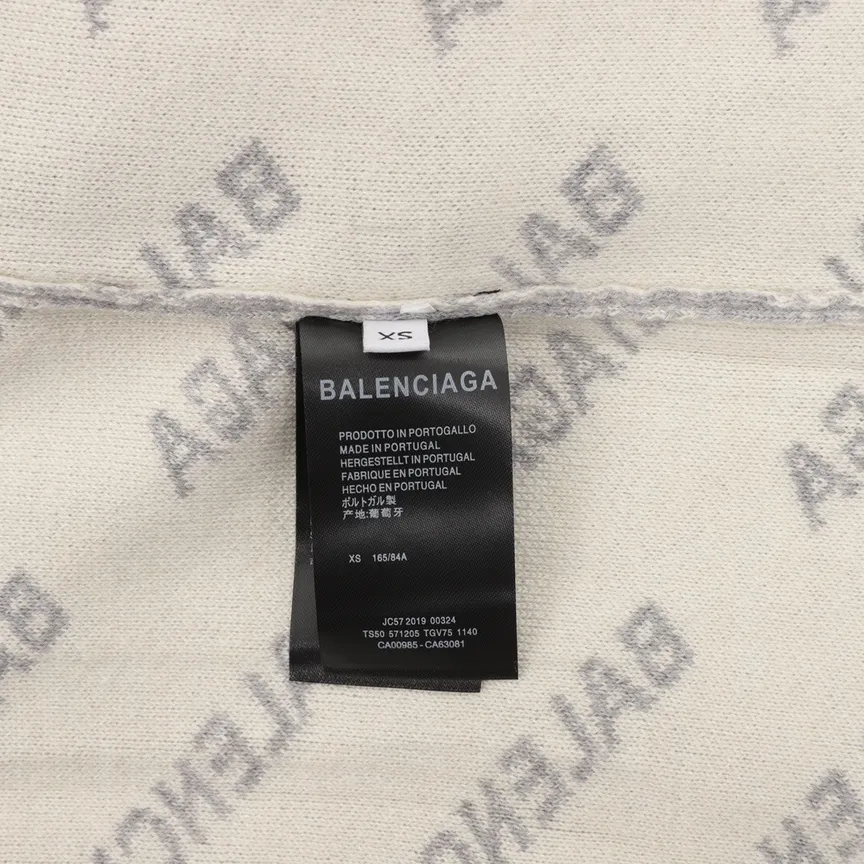 XS
BALENCIAGA
PRODOTTO IN PORTOGALLO
MADE IN PORTUGAL
HERGESTELLT IN PORTUGAL
FABRIQUE EN PORTUGAL
HECHO EN PORTUGAL
ポルトガル製
产地:葡萄牙
XS 165/84A
JC57 2019 00324
TS50 571205 TGV75 1140
CA00985 - CA63081